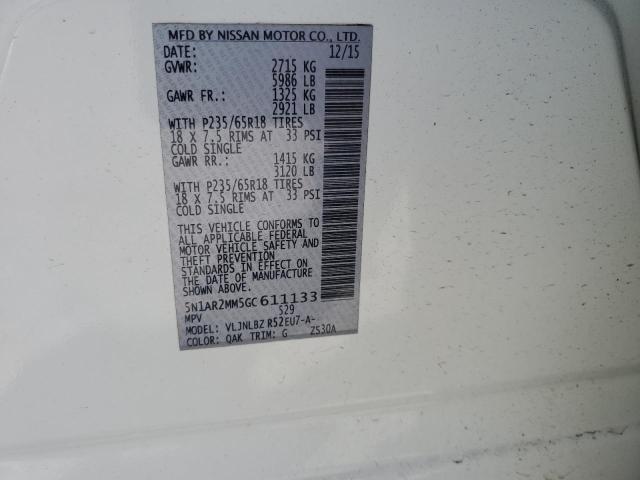 MFD BY NISSAN MOTOR CO., LTD.
DATE: 12/15
GVWR: 2715 KG
5986 LB
GAWR FR.: 1325 KG
2921 LB
WITH P235/65R18 TIRES
18 X 7.5 RIMS AT 33 PSI
COLD SINGLE
GAWR RR.: 1415 KG
3120 LB
WITH P235/65R18 TIRES
18 X 7.5 RIMS AT 33 PSI
COLD SINGLE
THIS VEHICLE CONFORMS TO
ALL APPLICABLE FEDERAL
MOTOR VEHICLE SAFETY AND
THEFT PREVENTION
STANDARDS IN EFFECT ON
THE DATE OF MANUFACTURE
SHOWN ABOVE.
5N1AR2MM5GC611133
MPV 529
MODEL: VLJNLBZ R52EU7-A-
COLOR: QAK TRIM: G ZS30A